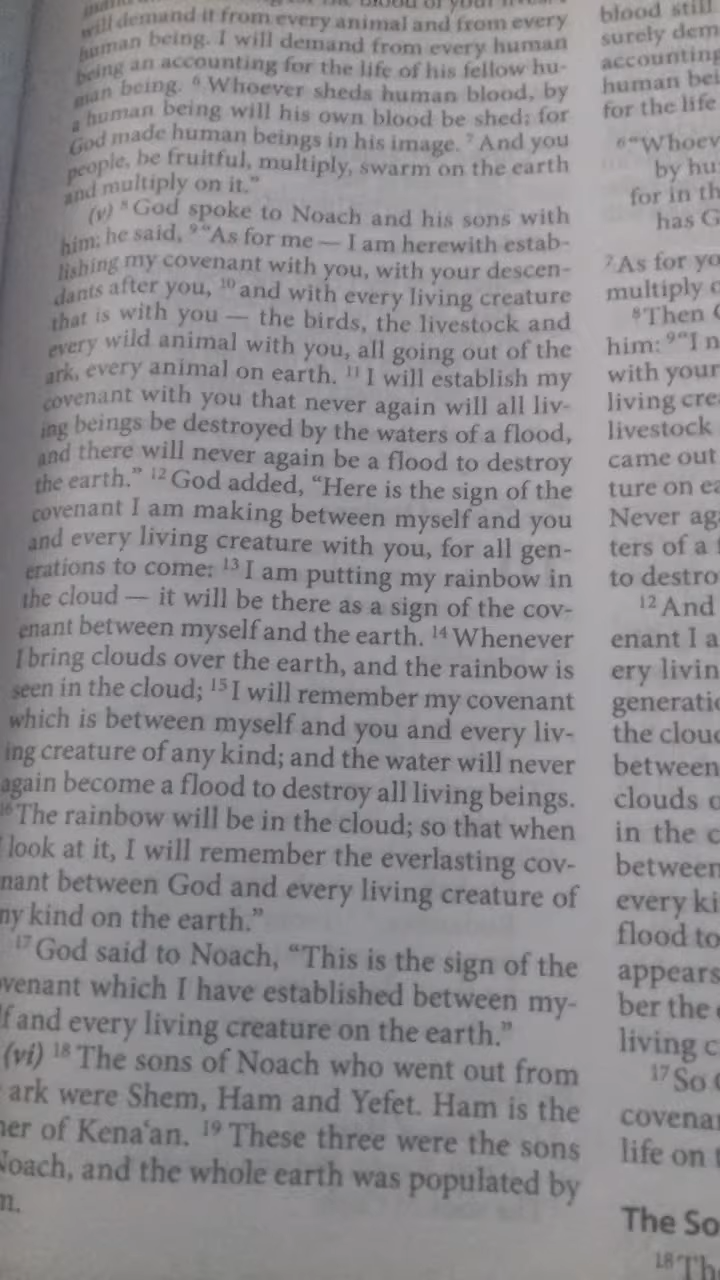 will demand it from every animal and from every
human being. I will demand from every human
being an accounting for the life of his fellow hu-
man being. ⁶ Whoever sheds human blood, by
a human being will his own blood be shed; for
God made human beings in his image. ⁷ And you
people, be fruitful, multiply, swarm on the earth
and multiply on it.”
(v) ⁸ God spoke to Noach and his sons with
him; he said, ⁹ “As for me — I am herewith estab-
lishing my covenant with you, with your descen-
dants after you, ¹⁰ and with every living creature
that is with you — the birds, the livestock and
every wild animal with you, all going out of the
ark, every animal on earth. ¹¹ I will establish my
covenant with you that never again will all liv-
ing beings be destroyed by the waters of a flood,
and there will never again be a flood to destroy
the earth.” ¹² God added, “Here is the sign of the
covenant I am making between myself and you
and every living creature with you, for all gen-
erations to come: ¹³ I am putting my rainbow in
the cloud — it will be there as a sign of the cov-
enant between myself and the earth. ¹⁴ Whenever
I bring clouds over the earth, and the rainbow is
seen in the cloud; ¹⁵ I will remember my covenant
which is between myself and you and every liv-
ing creature of any kind; and the water will never
again become a flood to destroy all living beings.
¹⁶ The rainbow will be in the cloud; so that when
I look at it, I will remember the everlasting cov-
nant between God and every living creature of
ny kind on the earth.”
¹⁷ God said to Noach, “This is the sign of the
ovenant which I have established between my-
lf and every living creature on the earth.”
(vi) ¹⁸ The sons of Noach who went out from
ark were Shem, Ham and Yefet. Ham is the
her of Kena‘an. ¹⁹ These three were the sons
Noach, and the whole earth was populated by
m.
blood still
surely dem
accounting
human bei
for the life
⁶ “Whoev
by hu
for in th
has G
⁷ As for yo
multiply o
⁸ Then G
him: ⁹ “I n
with your
living crea
livestock
came out
ture on ea
Never aga
ters of a f
to destro
¹² And
enant I a
ery livin
generatio
the cloud
between
clouds o
in the c
between
every ki
flood to
appears
ber the e
living c
¹⁷ So G
covenan
life on t
The So
¹⁸ Th